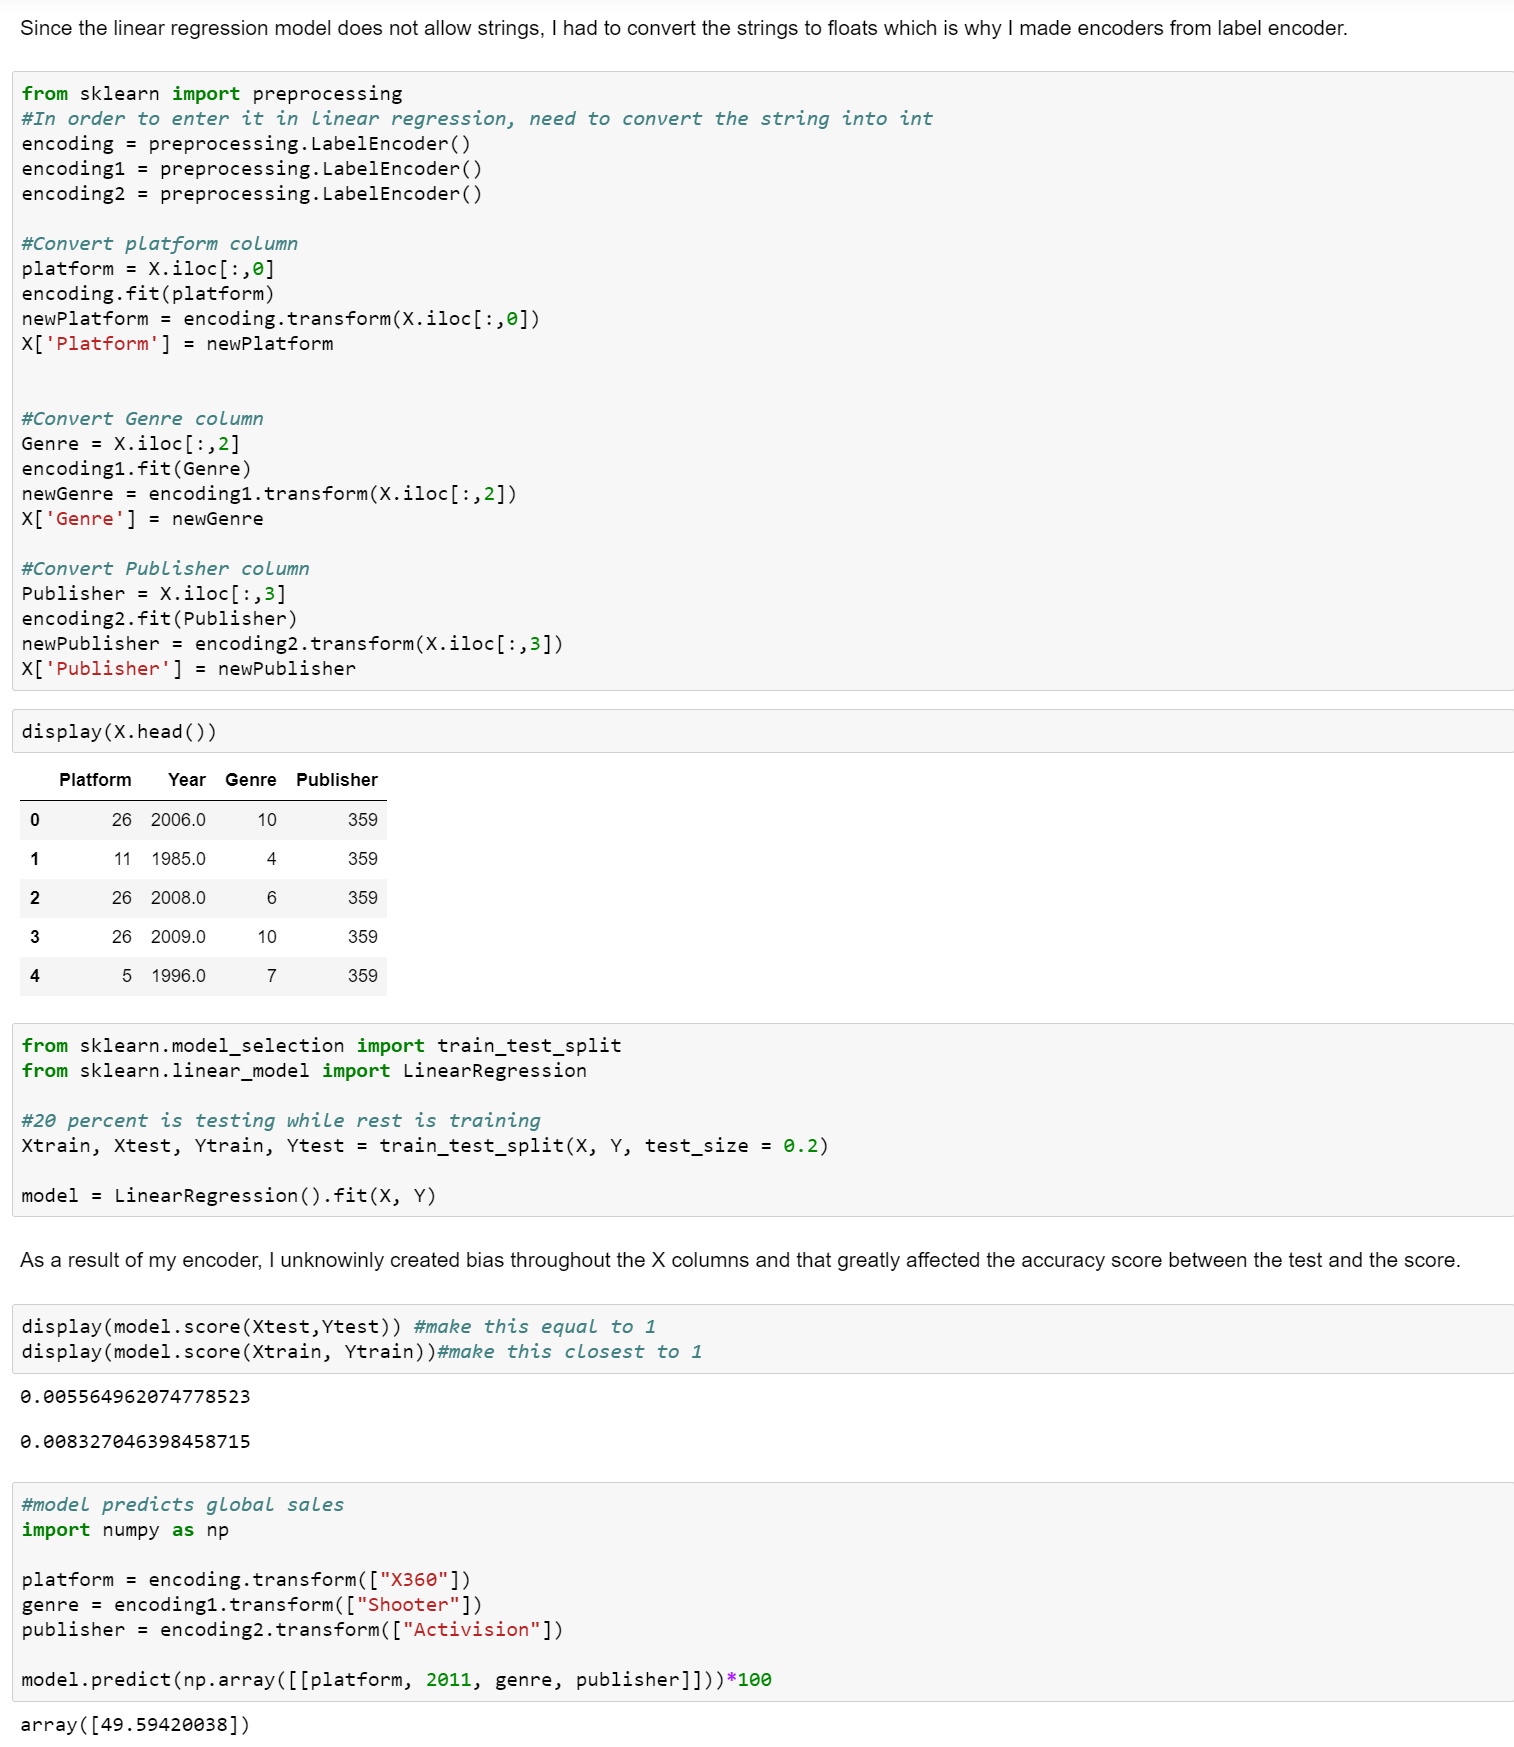 Since the linear regression model does not allow strings, I had to convert the strings to floats which is why I made encoders from label encoder.
from sklearn import preprocessing
#In order to enter it in linear regression, need to convert the string into int
encoding = preprocessing.LabelEncoder()
encoding1 = preprocessing.LabelEncoder()
encoding2 = preprocessing.LabelEncoder()
#Convert platform column
platform = X.iloc[:,0]
encoding.fit(platform)
newPlatform = encoding.transform(X.iloc[:,0])
X['Platform'] = newPlatform
#Convert Genre column
Genre = X.iloc[:,2]
encoding1.fit(Genre)
newGenre = encoding1.transform(X.iloc[:,2])
X['Genre'] = newGenre
#Convert Publisher column
Publisher = X.iloc[:,3]
encoding2.fit(Publisher)
newPublisher = encoding2.transform(X.iloc[:,3])
X['Publisher'] = newPublisher
display(X.head())
Platform Year Genre Publisher
0 26 2006.0 10 359
1 11 1985.0 4 359
2 26 2008.0 6 359
3 26 2009.0 10 359
4 5 1996.0 7 359
from sklearn.model_selection import train_test_split
from sklearn.linear_model import LinearRegression
#20 percent is testing while rest is training
Xtrain, Xtest, Ytrain, Ytest = train_test_split(X, Y, test_size = 0.2)
model = LinearRegression().fit(X, Y)
As a result of my encoder, I unknowinly created bias throughout the X columns and that greatly affected the accuracy score between the test and the score.
display(model.score(Xtest,Ytest)) #make this equal to 1
display(model.score(Xtrain, Ytrain))#make this closest to 1
0.005564962074778523
0.008327046398458715
#model predicts global sales
import numpy as np
platform = encoding.transform(["X360"])
genre = encoding1.transform(["Shooter"])
publisher = encoding2.transform(["Activision"])
model.predict(np.array([[platform, 2011, genre, publisher]]))*100
array([49.59420038])